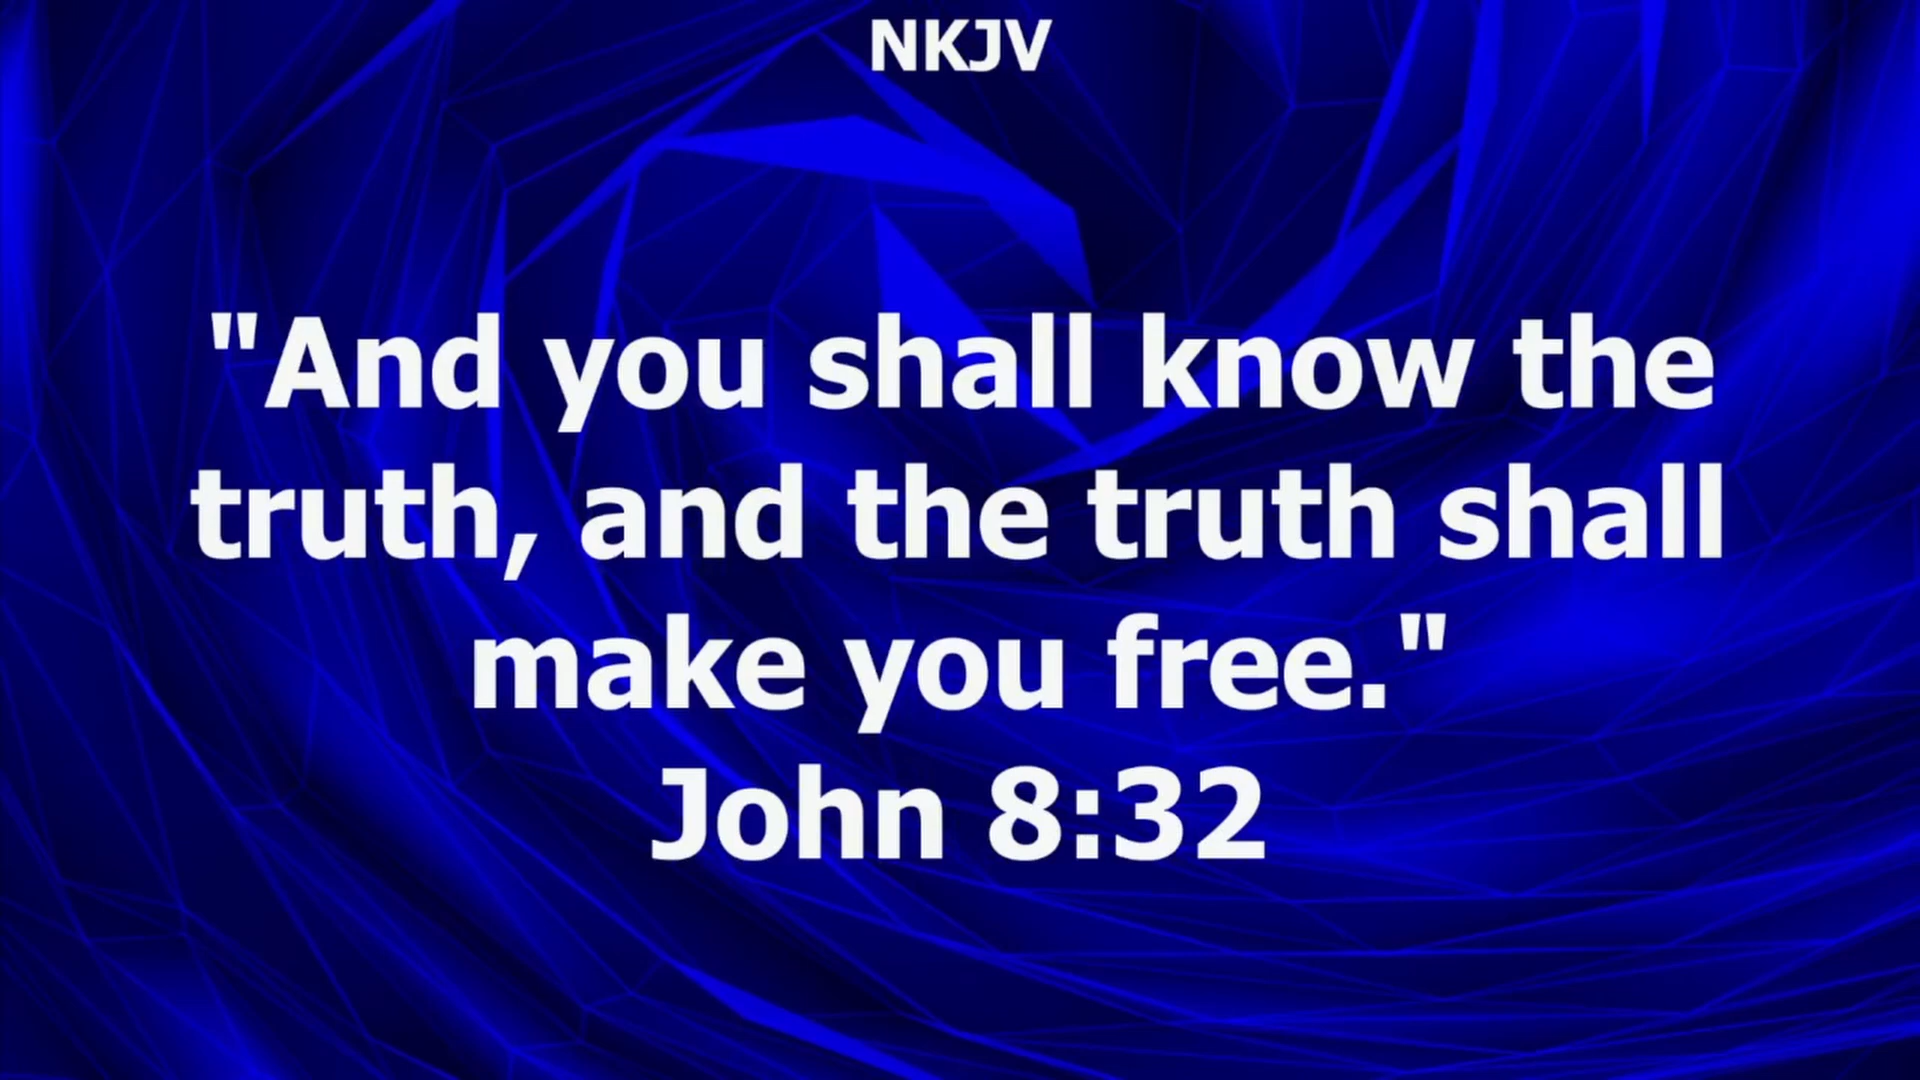 NKJV
"And you shall know the
truth, and the truth shall
make you free."
John 8:32